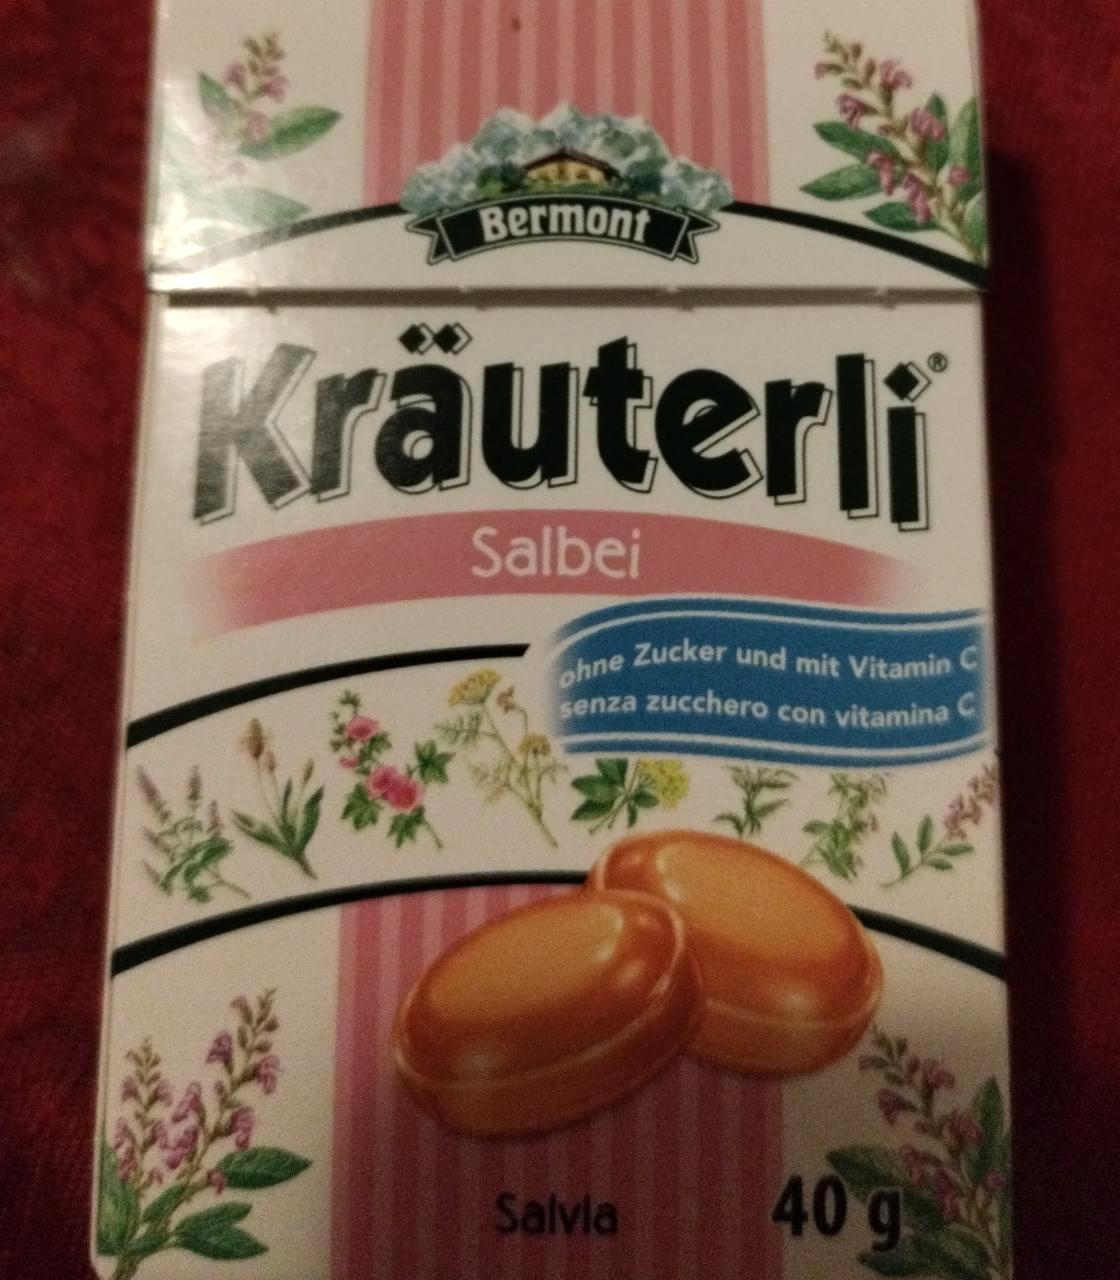 Bermont
Kräuterli®
Salbei
ohne Zucker und mit Vitamin C
senza zucchero con vitamina C
Salvia
40 g